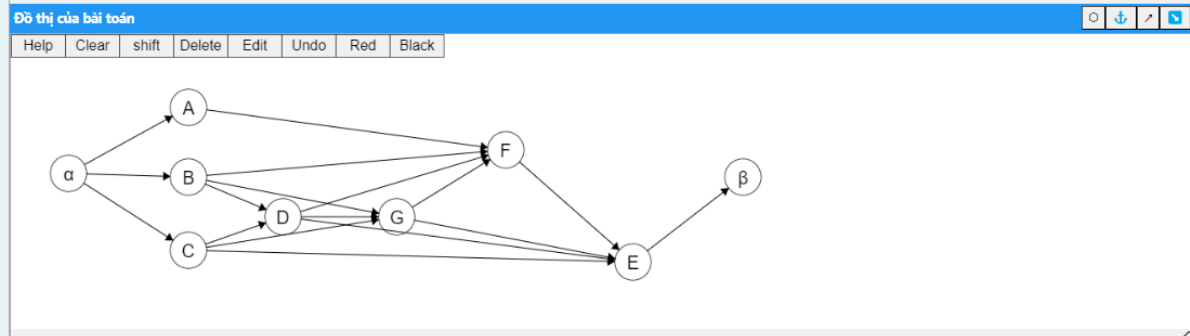 Đồ thị của bài toán
Help Clear shift Delete Edit Undo Red Black
A
F
α
B
β
D
G
C
E